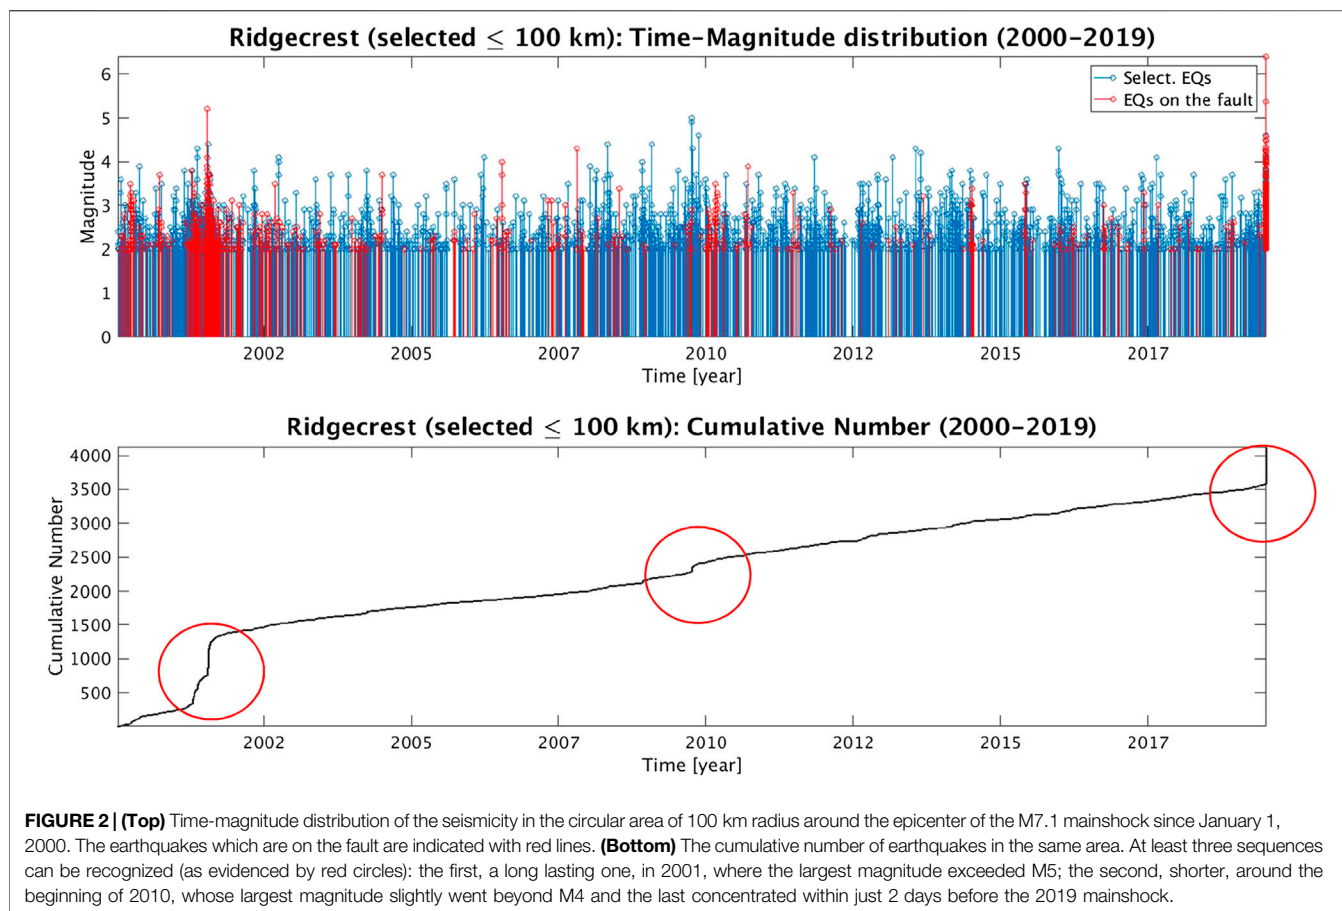 Ridgecrest (selected ≤ 100 km): Time-Magnitude distribution (2000-2019)
6
5
4
3
2
1
0
Magnitude
Select. EQs
EQs on the fault
2002 2005 2007 2010 2012 2015 2017
Time [year]
Ridgecrest (selected ≤ 100 km): Cumulative Number (2000-2019)
4000
3500
3000
2500
2000
1500
1000
500
Cumulative Number
2002 2005 2007 2010 2012 2015 2017
Time [year]
FIGURE 2 | (Top) Time-magnitude distribution of the seismicity in the circular area of 100 km radius around the epicenter of the M7.1 mainshock since January 1,
2000. The earthquakes which are on the fault are indicated with red lines. (Bottom) The cumulative number of earthquakes in the same area. At least three sequences
can be recognized (as evidenced by red circles): the first, a long lasting one, in 2001, where the largest magnitude exceeded M5; the second, shorter, around the
beginning of 2010, whose largest magnitude slightly went beyond M4 and the last concentrated within just 2 days before the 2019 mainshock.